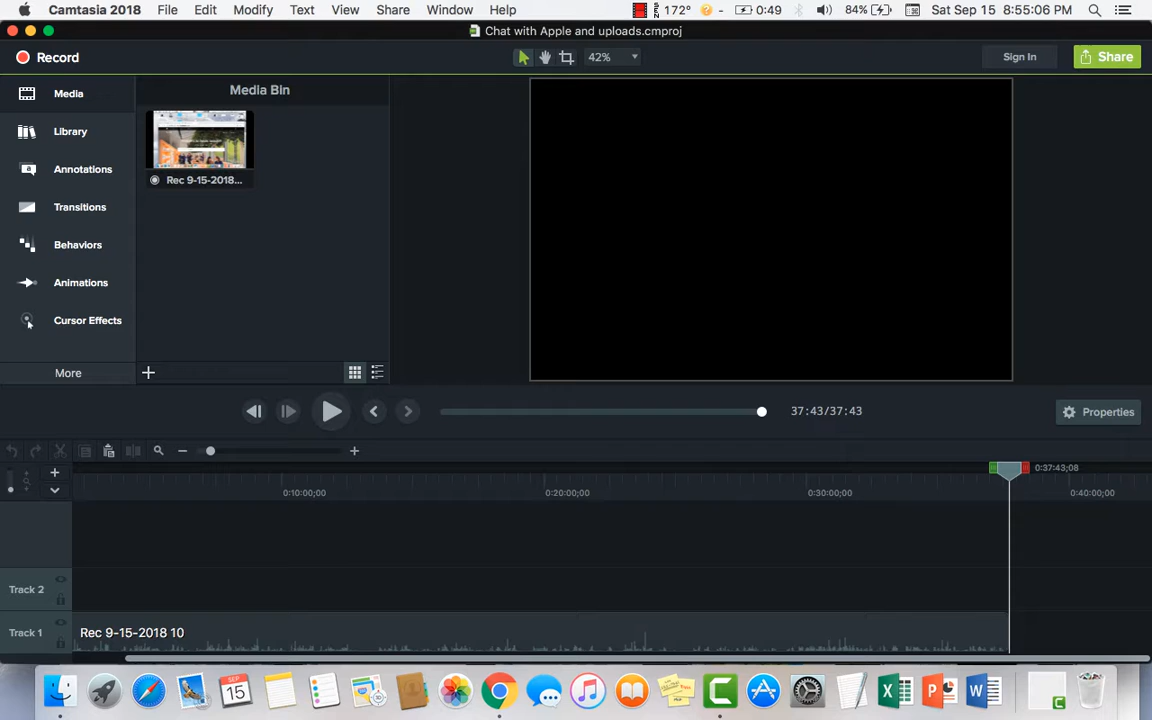 Camtasia 2018 File Edit Modify Text View Share Window Help 172° - 0:49 84% Sat Sep 15 8:55:06 PM
Chat with Apple and uploads.cmproj
Record 42% Sign In Share
Media
Library
Annotations
Transitions
Behaviors
Animations
Cursor Effects
More
Media Bin
Rec 9-15-2018...
37:43/37:43 Properties
0:37:43;08
0:10:00;00 0:20:00;00 0:30:00;00 0:40:00;00
Track 2
Track 1 Rec 9-15-2018 10
SEP
15